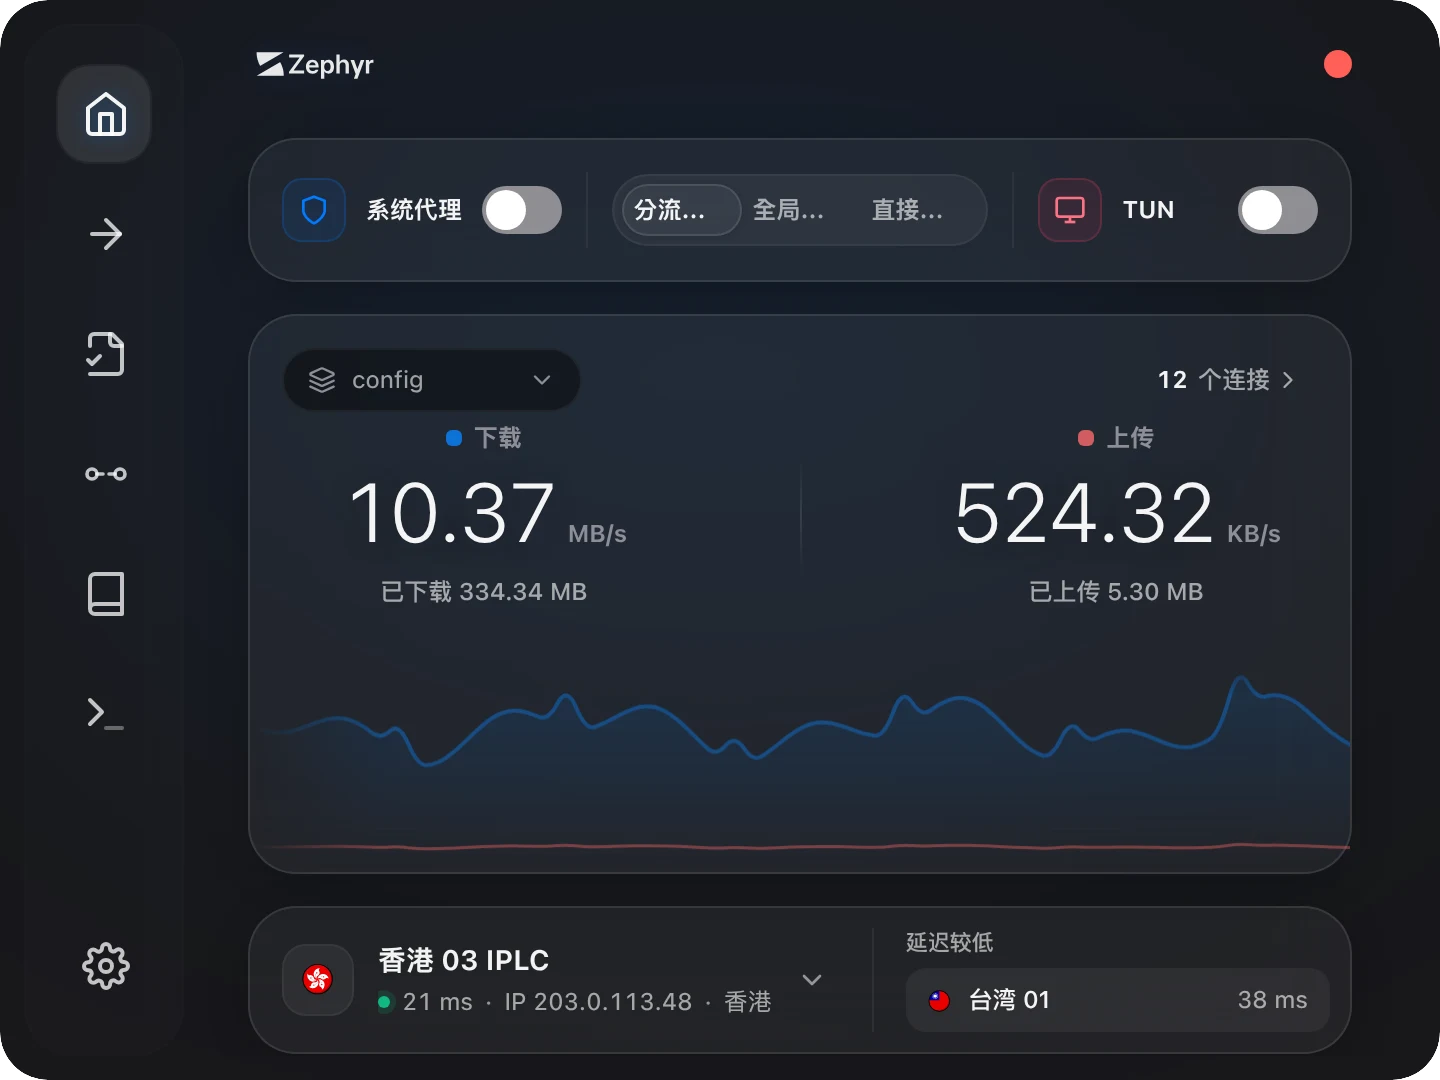 Zephyr
系统代理
分流...
全局...
直接...
TUN
config
12 个连接
下载
10.37 MB/s
已下载 334.34 MB
上传
524.32 KB/s
已上传 5.30 MB
香港 03 IPLC
21 ms · IP 203.0.113.48 · 香港
延迟较低
台湾 01
38 ms